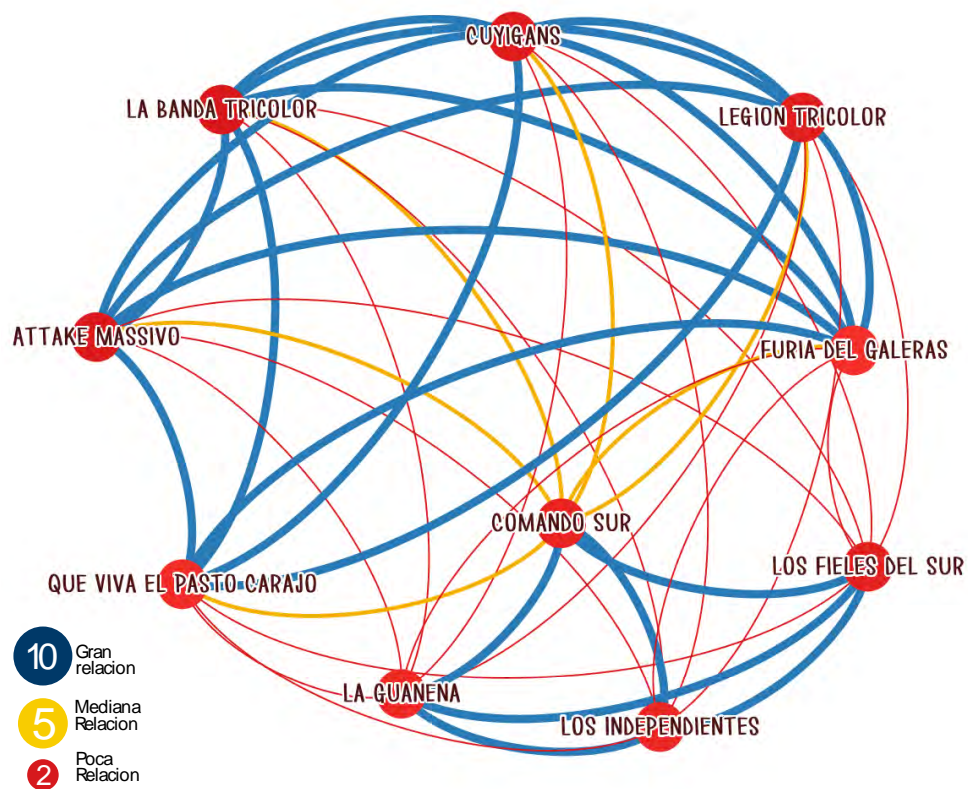 CUYIGANS
LA BANDA TRICOLOR
LEGION TRICOLOR
ATTAKE MASSIVO
FURIA DEL GALERAS
COMANDO SUR
LOS FIELES DEL SUR
QUE VIVA EL PASTO CARAJO
LA GUANENA
LOS INDEPENDIENTES
10 Gran
relacion
5 Mediana
Relacion
2 Poca
Relacion